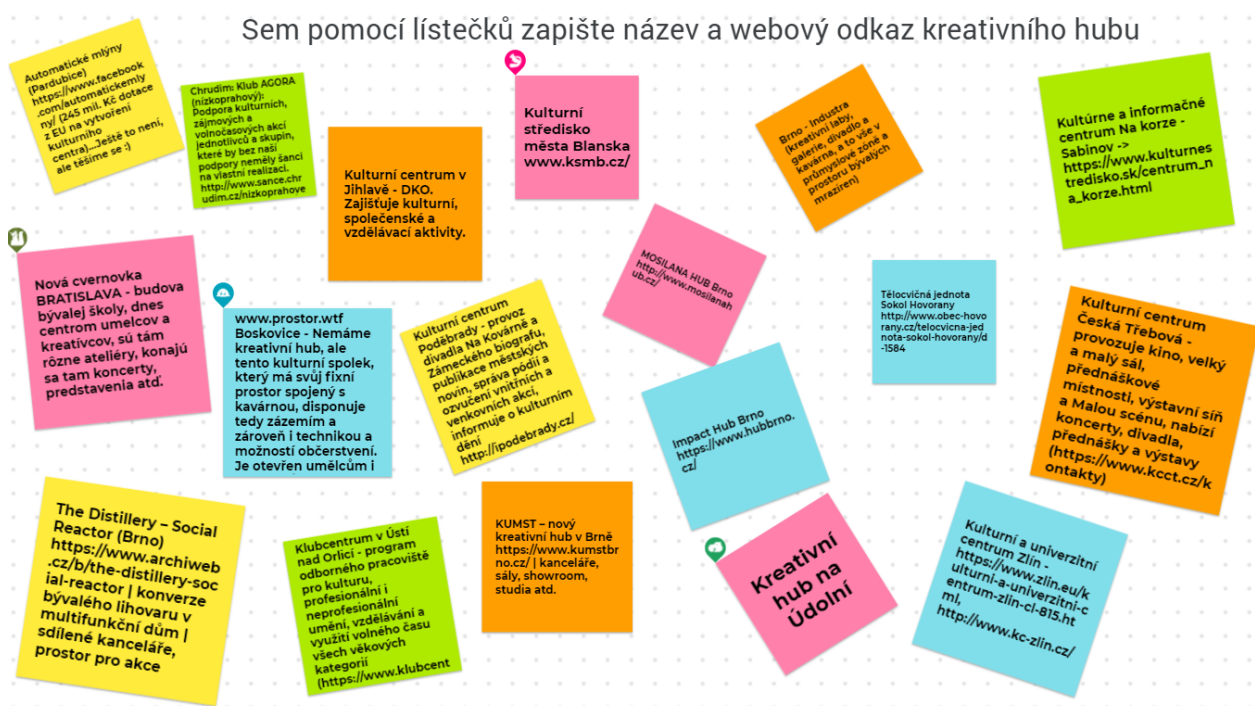 Sem pomocí lístečků zapište název a webový odkaz kreativního hubu
Automatické mlýny
(Pardubice)
https://www.facebook
.com/automatickemly
ny/ (245 mil. Kč dotace
z EU na vytvoření
kulturního
centra)...Ještě to není,
ale těšíme se :)
Chrudim: Klub AGORA
(nízkoprahový):
Podpora kulturních,
zájmových a
volnočasových akcí
jednotlivců a skupin,
které by bez naší
podpory neměly šanci
na vlastní realizaci.
http://www.sance.chr
udim.cz/nizkoprahove
Kulturní centrum v
Jihlavě - DKO.
Zajišťuje kulturní,
společenské a
vzdělávací aktivity.
Kulturní
středisko
města Blanska
www.ksmb.cz/
Brno - Industra
(kreativní laby,
galerie, divadlo a
kavárna, a to vše v
průmyslové zóně a
prostoru bývalých
mrazíren)
Kultúrne a informačné
centrum Na korze -
Sabinov ->
https://www.kulturnes
tredisko.sk/centrum_n
a_korze.html
Nová cvernovka
BRATISLAVA - budova
bývalej školy, dnes
centrom umelcov a
kreatívcov, sú tám
rôzne ateliéry, konajú
sa tam koncerty,
predstavenia atď.
www.prostor.wtf
Boskovice - Nemáme
kreativní hub, ale
tento kulturní spolek,
který má svůj fixní
prostor spojený s
kavárnou, disponuje
tedy zázemím a
zároveň i technikou a
možností občerstvení.
Je otevřen umělcům i
Kulturní centrum
Poděbrady - provoz
divadla Na Kovárně a
Zámeckého biografu,
publikace městských
novin, správa pódií a
ozvučení vnitřních a
venkovních akcí,
informuje o kulturním
dění
http://ipodebrady.cz/
MOSILANA HUB Brno
http://www.mosilanah
ub.cz/
Tělocvičná jednota
Sokol Hovorany
http://www.obec-hovo
rany.cz/telocvicna-jed
nota-sokol-hovorany/d
-1584
Kulturní centrum
Česká Třebová -
provozuje kino, velký
a malý sál,
přednáškové
místnosti, výstavní síň
a Malou scénu, nabízí
koncerty, divadla,
přednášky a výstavy
(https://www.kcct.cz/k
ontakty)
Impact Hub Brno
https://www.hubbrno.
cz/
The Distillery – Social
Reactor (Brno)
https://www.archiweb
.cz/b/the-distillery-soc
ial-reactor | konverze
bývalého lihovaru v
multifunkční dům |
sdílené kanceláře,
prostor pro akce
Klubcentrum v Ústí
nad Orlicí - program
odborného pracoviště
pro kulturu,
profesionální i
neprofesionální
umění, vzdělávání a
využití volného času
všech věkových
kategorií
(https://www.klubcent
KUMST – nový
kreativní hub v Brně
https://www.kumstbr
no.cz/ | kanceláře,
sály, showroom,
studia atd.
Kreativní
hub na
Údolní
Kulturní a univerzitní
centrum Zlín -
https://www.zlin.eu/k
ulturni-a-univerzitni-c
entrum-zlin-cl-815.ht
ml,
http://www.kc-zlin.cz/